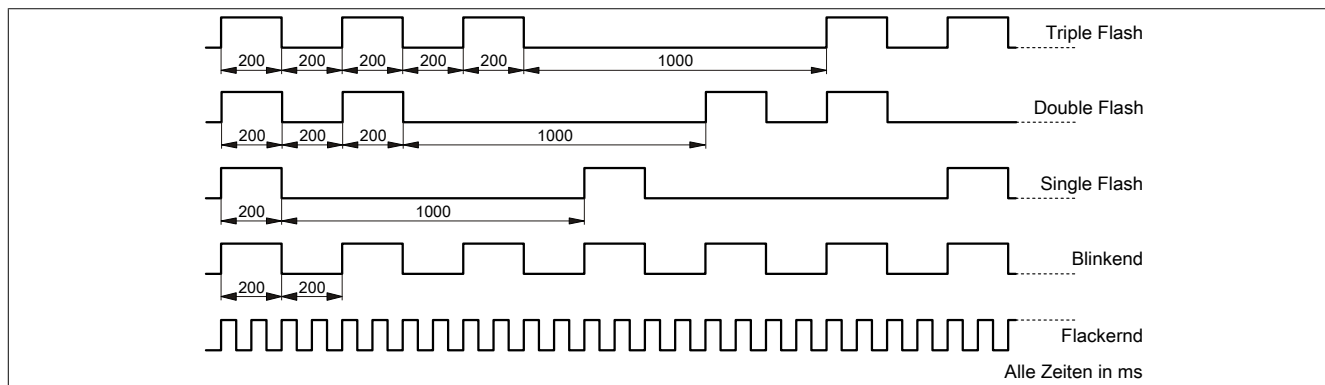 Triple Flash
200 200 200 200 200 1000
Double Flash
200 200 200 1000
Single Flash
200 1000
Blinkend
200 200
Flackernd
Alle Zeiten in ms